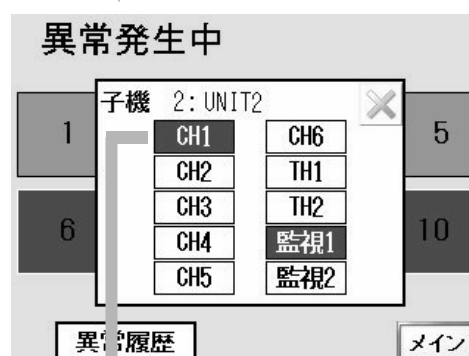 異常発生中
子機 2:UNIT2
1
CH1
CH6
5
CH2
TH1
CH3
TH2
6
CH4
監視1
10
CH5
監視2
異常履歴
メイン